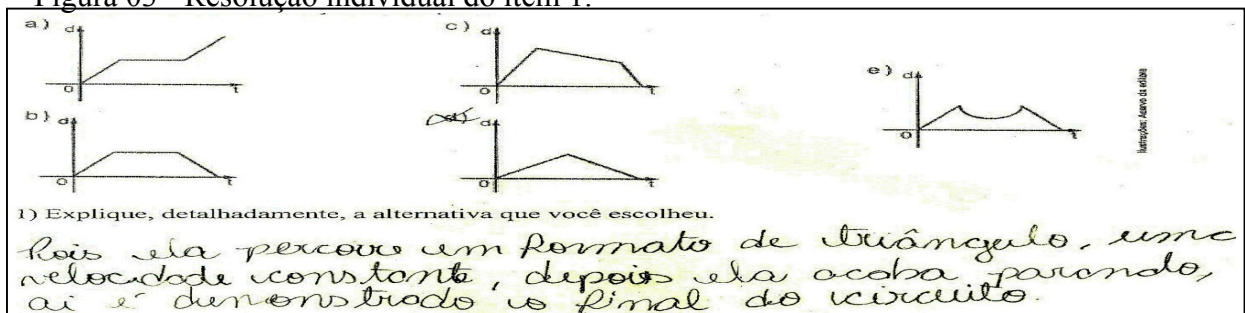 Figura 03 - Resolução individual do item 1.
a) d
0 t
c) d
0 t
e) d
0 t
b) d
0 t
d
0 t
Ilustrações: Acervo da editora
1) Explique, detalhadamente, a alternativa que você escolheu.
Pois ela percorre um formato de triângulo, uma
velocidade constante, depois ela acaba parando,
ai é demonstrado o final do circuito.